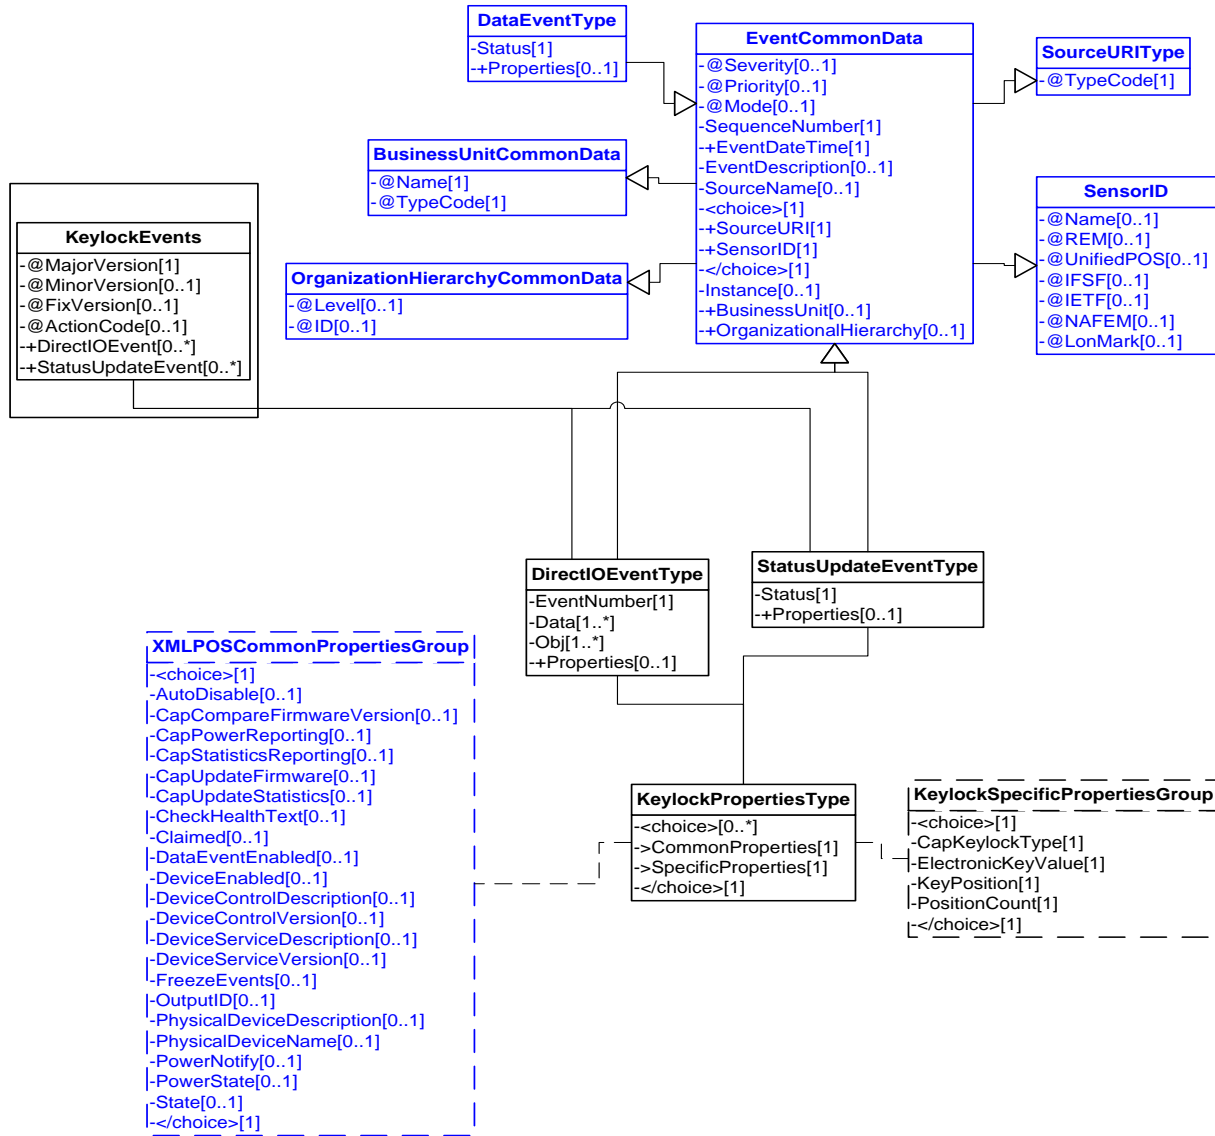 DataEventType
-Status[1]
-+Properties[0..1]
EventCommonData
-@Severity[0..1]
-@Priority[0..1]
-@Mode[0..1]
-SequenceNumber[1]
-+EventDateTime[1]
-EventDescription[0..1]
-SourceName[0..1]
-<choice>[1]
-+SourceURI[1]
-+SensorID[1]
-</choice>[1]
-Instance[0..1]
-+BusinessUnit[0..1]
-+OrganizationalHierarchy[0..1]
SourceURIType
-@TypeCode[1]
BusinessUnitCommonData
-@Name[1]
-@TypeCode[1]
SensorID
-@Name[0..1]
-@REM[0..1]
-@UnifiedPOS[0..1]
-@IFSF[0..1]
-@IETF[0..1]
-@NAFEM[0..1]
-@LonMark[0..1]
KeylockEvents
-@MajorVersion[1]
-@MinorVersion[0..1]
-@FixVersion[0..1]
-@ActionCode[0..1]
-+DirectIOEvent[0..*]
-+StatusUpdateEvent[0..*]
OrganizationHierarchyCommonData
-@Level[0..1]
-@ID[0..1]
DirectIOEventType
-EventNumber[1]
-Data[1..*]
-Obj[1..*]
-+Properties[0..1]
StatusUpdateEventType
-Status[1]
-+Properties[0..1]
XMLPOSCommonPropertiesGroup
-<choice>[1]
-AutoDisable[0..1]
-CapCompareFirmwareVersion[0..1]
-CapPowerReporting[0..1]
-CapStatisticsReporting[0..1]
-CapUpdateFirmware[0..1]
-CapUpdateStatistics[0..1]
-CheckHealthText[0..1]
-Claimed[0..1]
-DataEventEnabled[0..1]
-DeviceEnabled[0..1]
-DeviceControlDescription[0..1]
-DeviceControlVersion[0..1]
-DeviceServiceDescription[0..1]
-DeviceServiceVersion[0..1]
-FreezeEvents[0..1]
-OutputID[0..1]
-PhysicalDeviceDescription[0..1]
-PhysicalDeviceName[0..1]
-PowerNotify[0..1]
-PowerState[0..1]
-State[0..1]
-</choice>[1]
KeylockPropertiesType
-<choice>[0..*]
->CommonProperties[1]
->SpecificProperties[1]
-</choice>[1]
KeylockSpecificPropertiesGroup
-<choice>[1]
-CapKeylockType[1]
-ElectronicKeyValue[1]
-KeyPosition[1]
-PositionCount[1]
-</choice>[1]